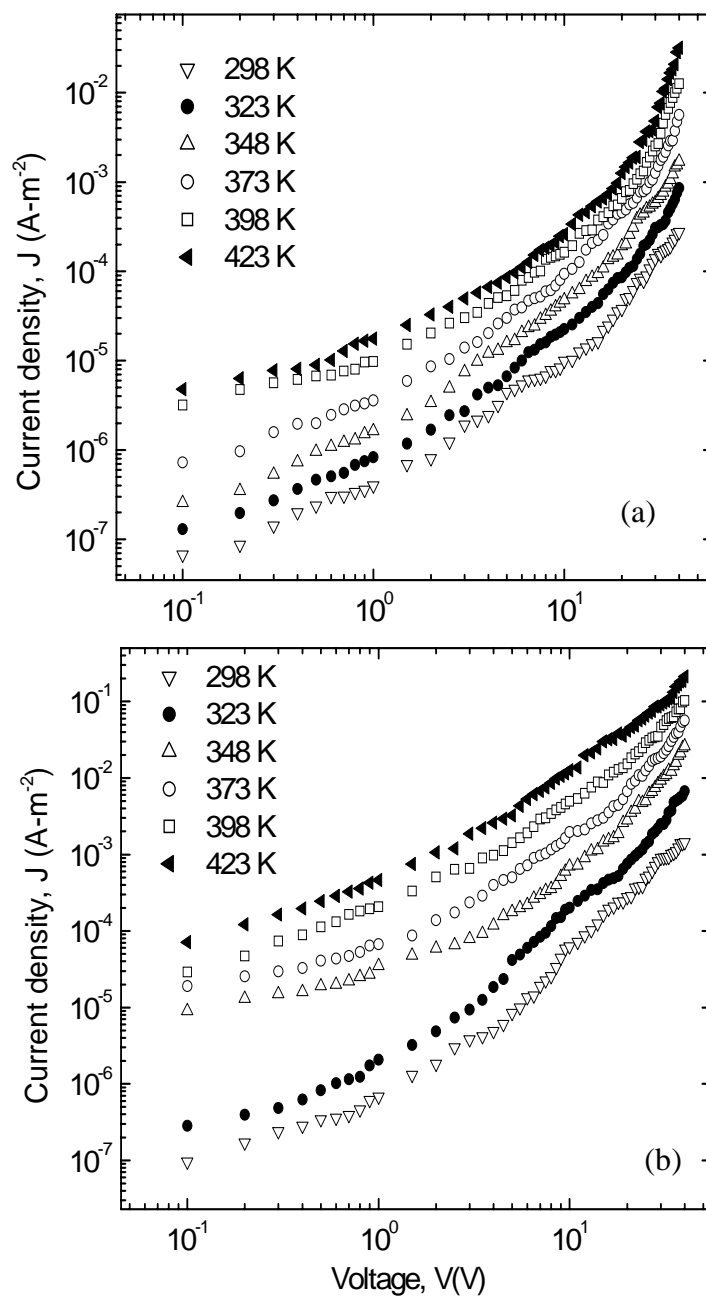 Current density, J (A-m⁻²)
10⁻²
10⁻³
10⁻⁴
10⁻⁵
10⁻⁶
10⁻⁷
298 K
323 K
348 K
373 K
398 K
423 K
(a)
10⁻¹
10⁰
10¹
Current density, J (A-m⁻²)
10⁻¹
10⁻²
10⁻³
10⁻⁴
10⁻⁵
10⁻⁶
10⁻⁷
298 K
323 K
348 K
373 K
398 K
423 K
(b)
10⁻¹
10⁰
10¹
Voltage, V(V)